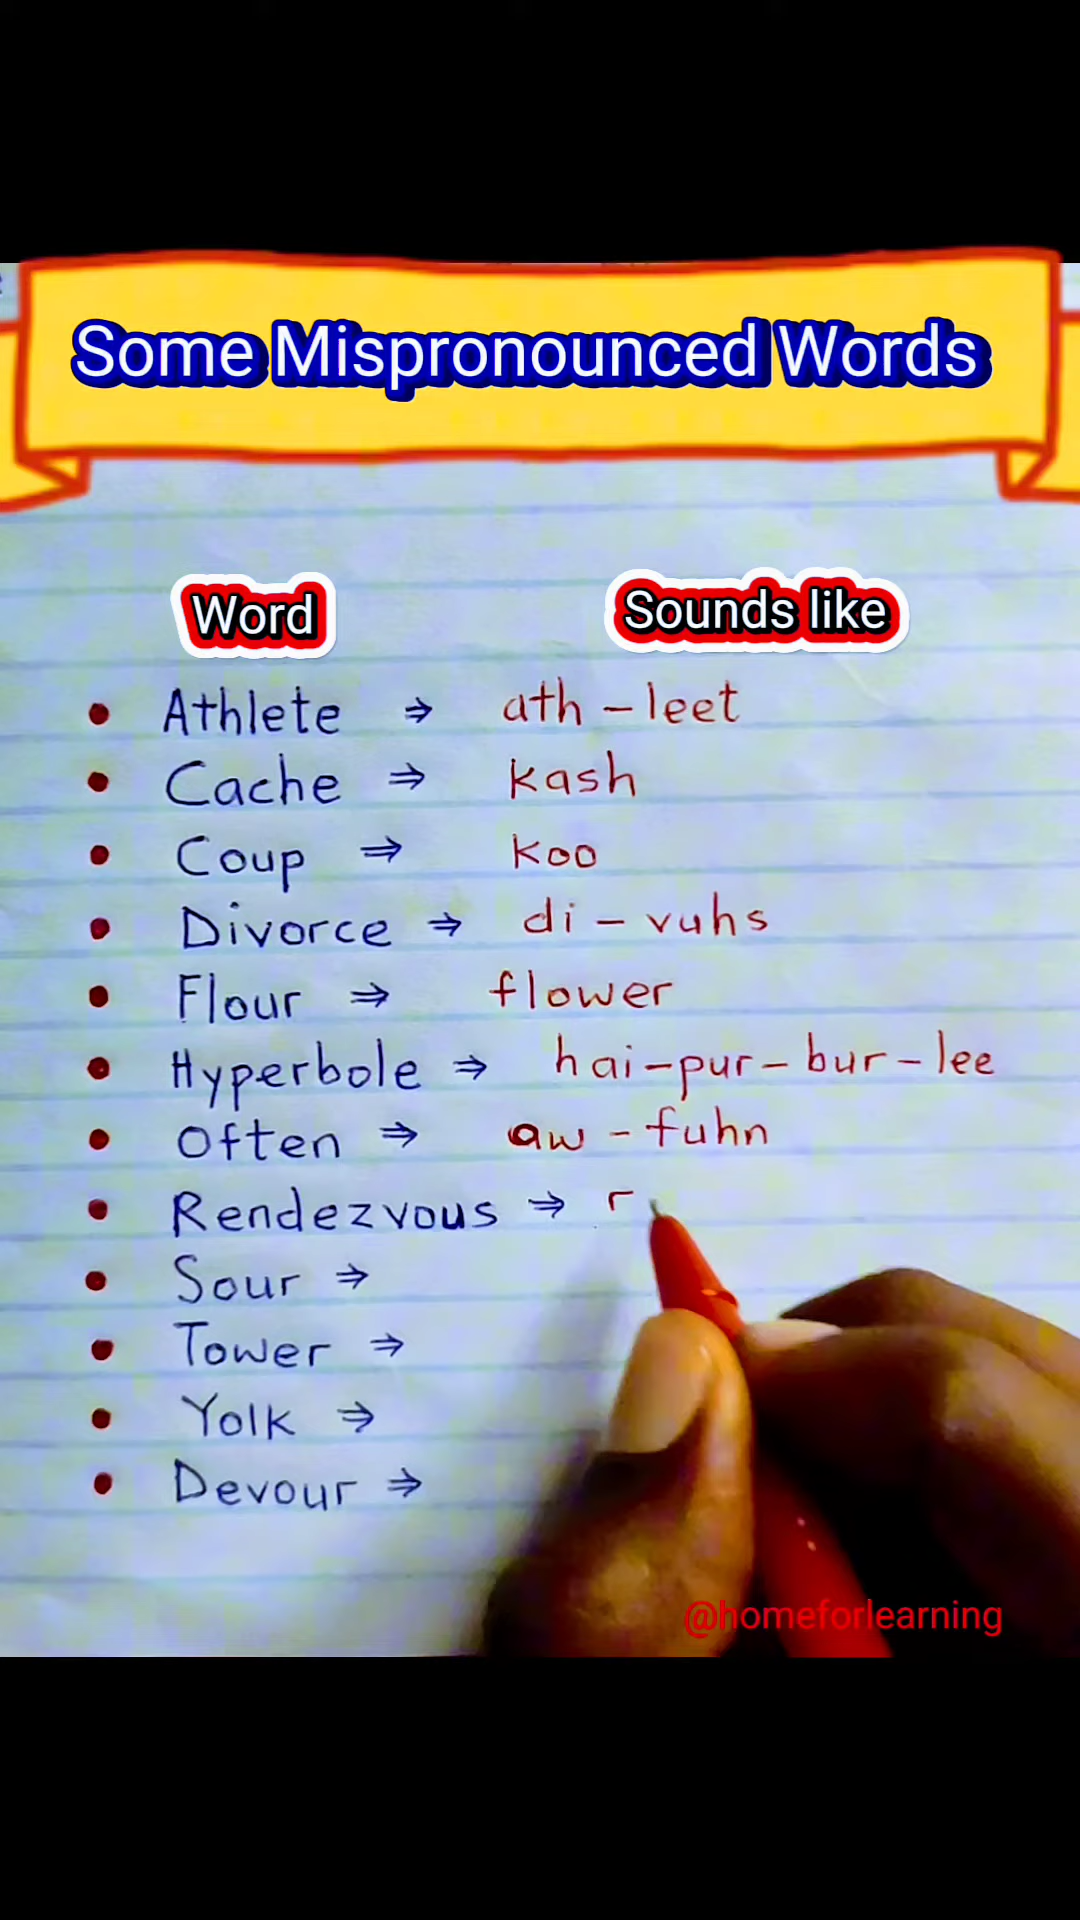 Some Mispronounced Words
Word Sounds like
• Athlete ⇒ ath - leet
• Cache ⇒ kash
• Coup ⇒ koo
• Divorce ⇒ di - vuhs
• Flour ⇒ flower
• Hyperbole ⇒ hai - pur - bur - lee
• Often ⇒ aw - fuhn
• Rendezvous ⇒ r
• Sour ⇒
• Tower ⇒
• Yolk ⇒
• Devour ⇒
@homeforlearning